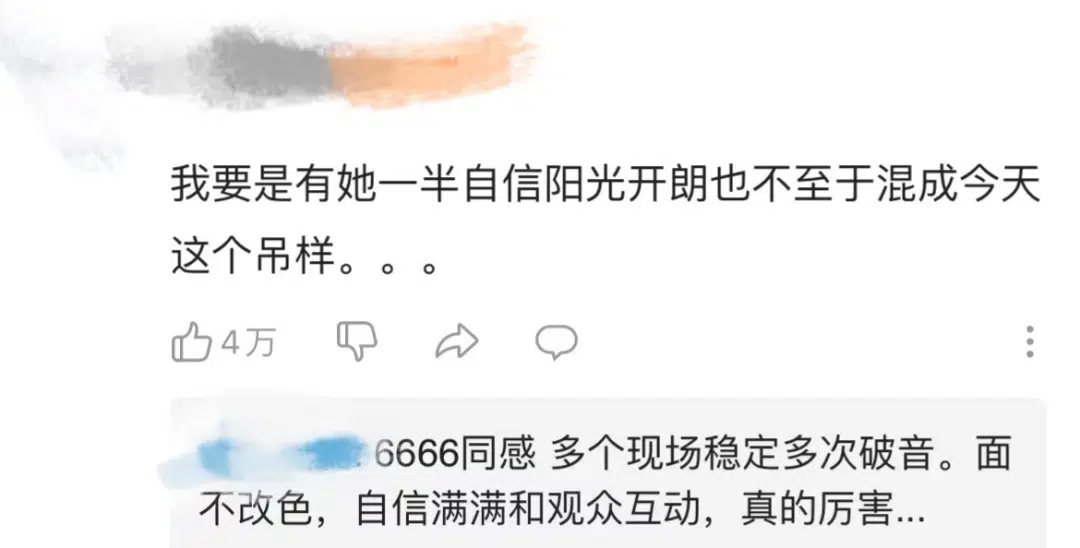 我要是有她一半自信阳光开朗也不至于混成今天
这个吊样。。。
4万
6666同感 多个现场稳定多次破音。面
不改色，自信满满和观众互动，真的厉害...